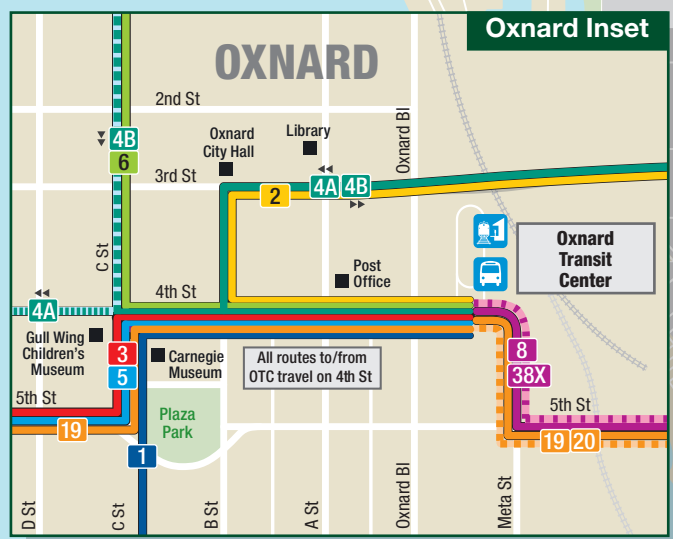 Oxnard Inset
OXNARD
2nd St
Oxnard Bl
4B
6
Oxnard
City Hall
Library
3rd St
2
4A
4B
C St
Oxnard
Transit
Center
Post
Office
4th St
4A
Gull Wing
Children's
Museum
3
5
Carnegie
Museum
All routes to/from
OTC travel on 4th St
8
38X
5th St
5th St
19
Plaza
Park
19
20
1
D St
C St
B St
A St
Oxnard Bl
Meta St